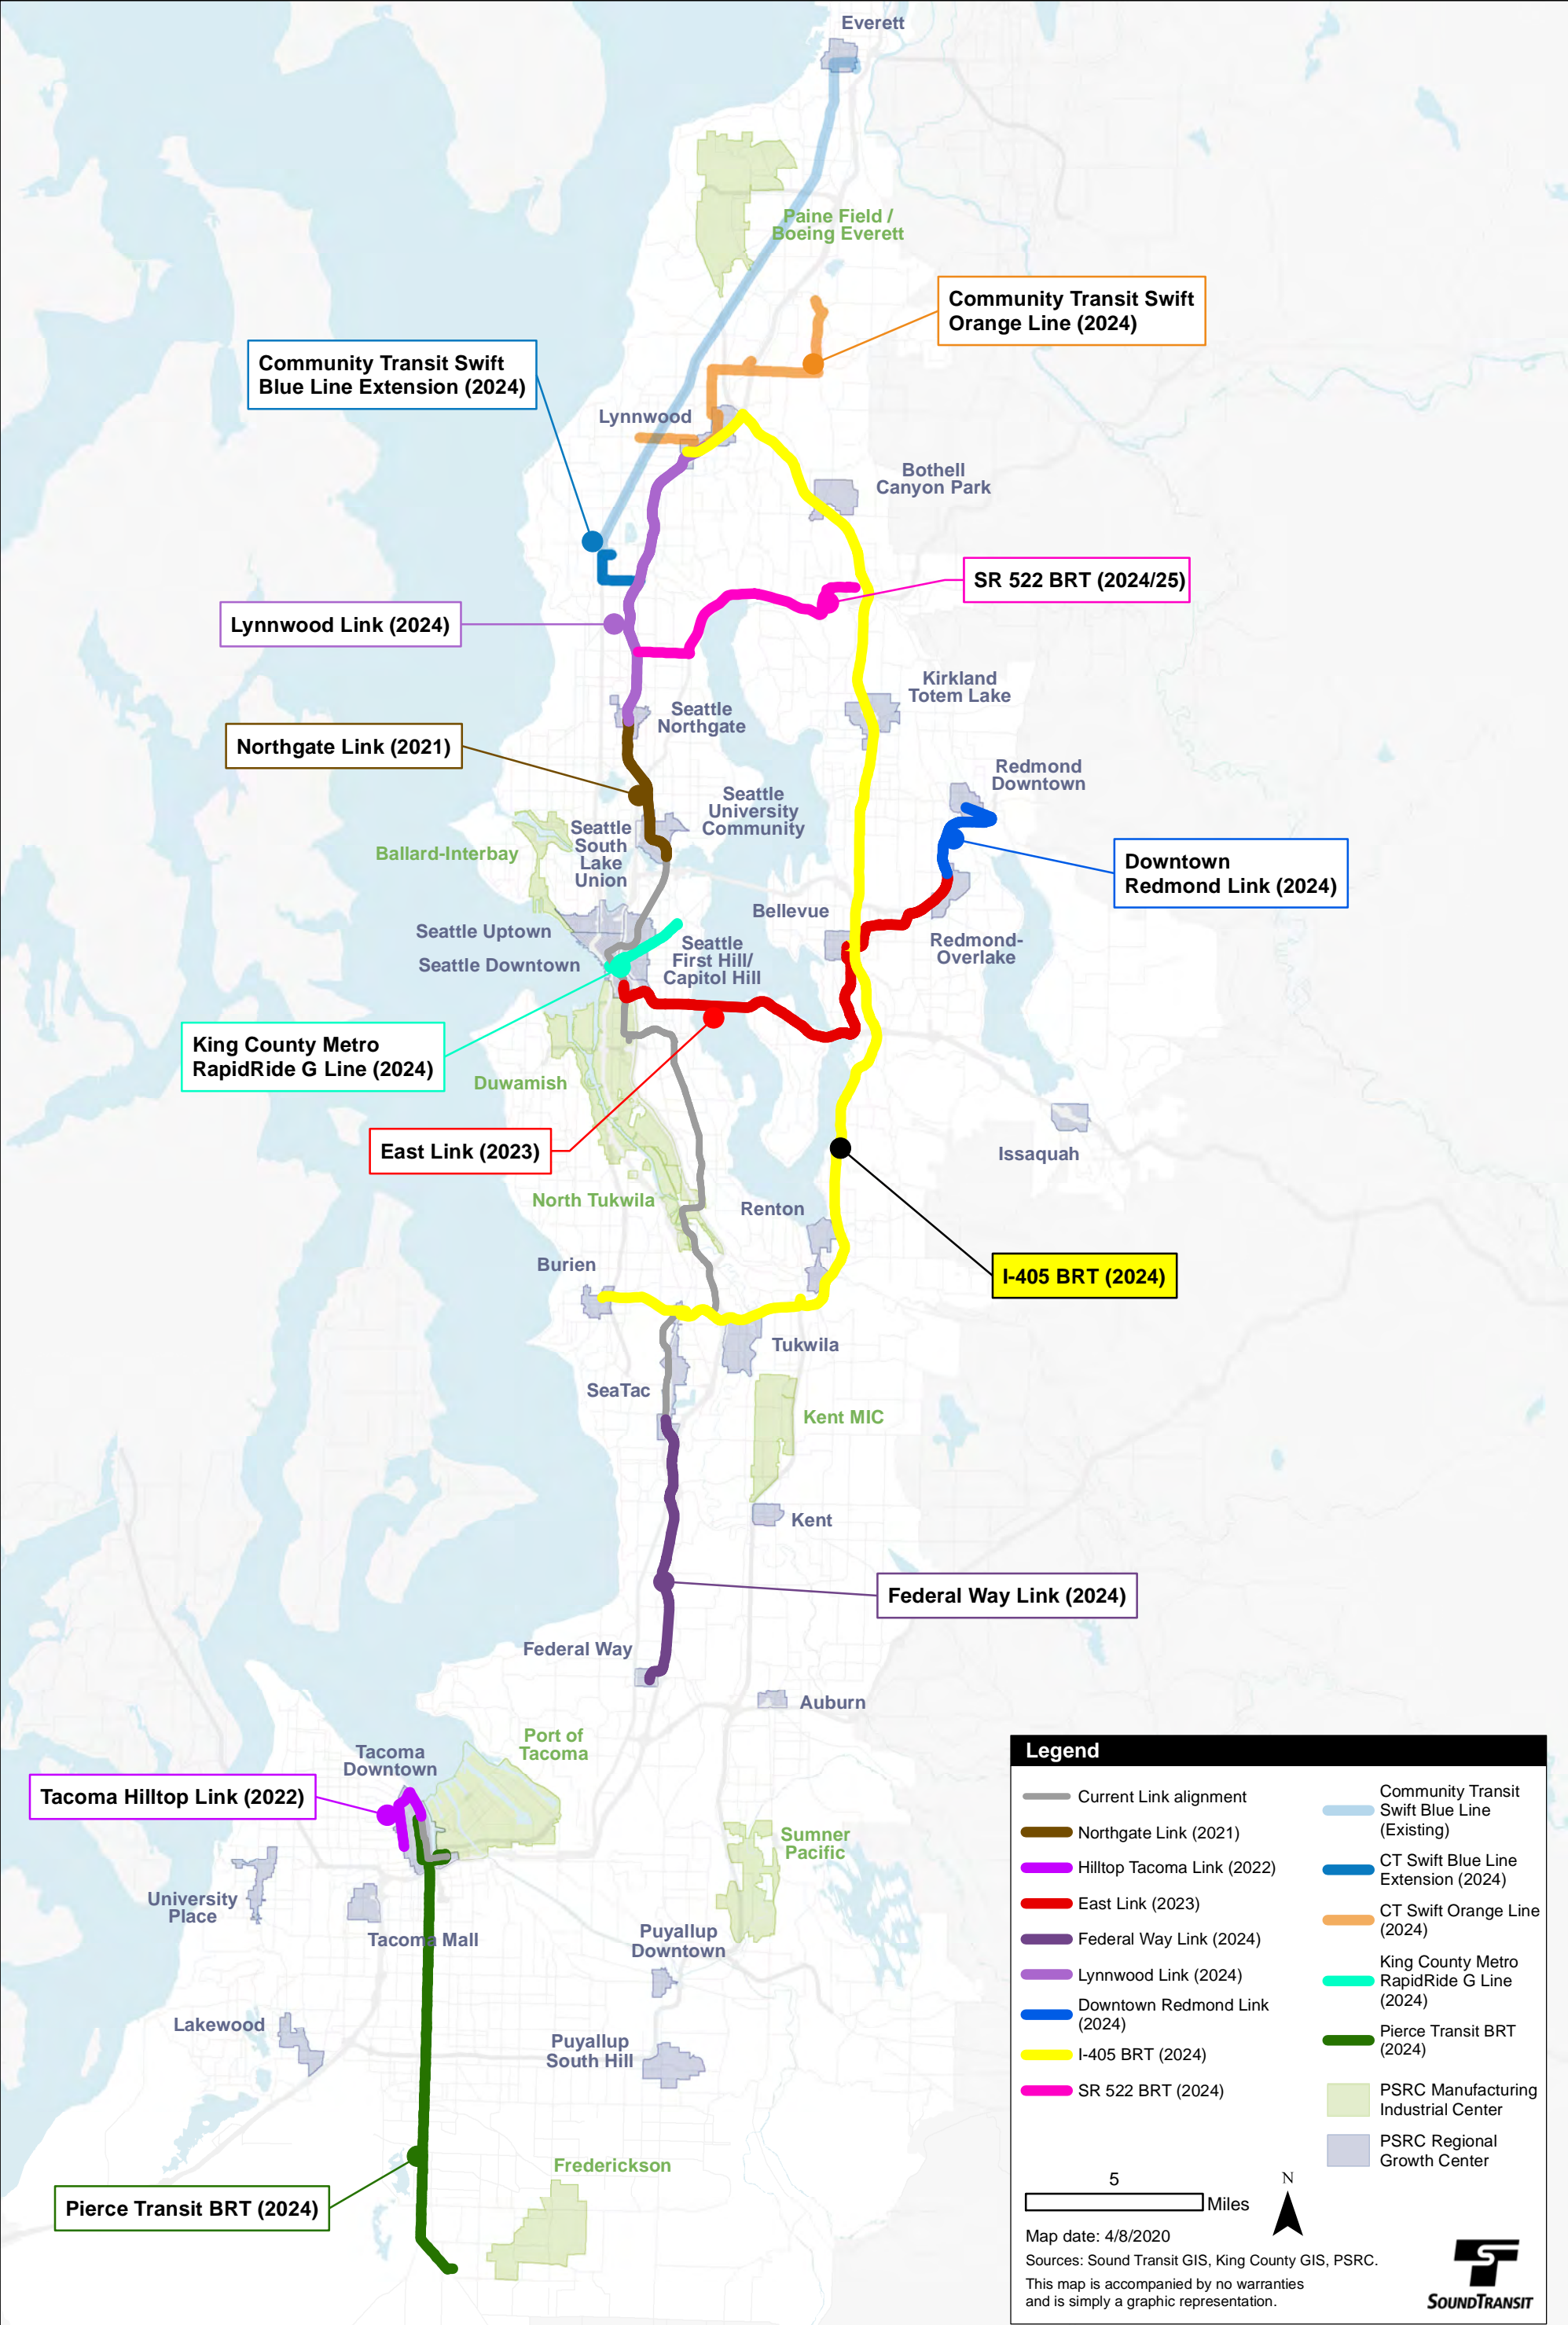 Everett
Paine Field /
Boeing Everett
Community Transit Swift
Orange Line (2024)
Community Transit Swift
Blue Line Extension (2024)
Lynnwood
Bothell
Canyon Park
SR 522 BRT (2024/25)
Lynnwood Link (2024)
Kirkland
Totem Lake
Seattle
Northgate
Northgate Link (2021)
Redmond
Downtown
Seattle
University
Community
Seattle
South
Lake
Union
Ballard-Interbay
Downtown
Redmond Link (2024)
Bellevue
Seattle Uptown
Redmond-
Overlake
Seattle
First Hill/
Capitol Hill
Seattle Downtown
King County Metro
RapidRide G Line (2024)
Duwamish
East Link (2023)
Issaquah
North Tukwila
Renton
Burien
I-405 BRT (2024)
Tukwila
SeaTac
Kent MIC
Kent
Federal Way Link (2024)
Federal Way
Auburn
Port of
Tacoma
Tacoma
Downtown
Tacoma Hilltop Link (2022)
Sumner
Pacific
University
Place
Tacoma Mall
Puyallup
Downtown
Lakewood
Puyallup
South Hill
Frederickson
Pierce Transit BRT (2024)
Legend
Current Link alignment
Northgate Link (2021)
Hilltop Tacoma Link (2022)
East Link (2023)
Federal Way Link (2024)
Lynnwood Link (2024)
Downtown Redmond Link
(2024)
I-405 BRT (2024)
SR 522 BRT (2024)
Community Transit
Swift Blue Line
(Existing)
CT Swift Blue Line
Extension (2024)
CT Swift Orange Line
(2024)
King County Metro
RapidRide G Line
(2024)
Pierce Transit BRT
(2024)
PSRC Manufacturing
Industrial Center
PSRC Regional
Growth Center
5
Miles
N
Map date: 4/8/2020
Sources: Sound Transit GIS, King County GIS, PSRC.
This map is accompanied by no warranties
and is simply a graphic representation.
SOUNDTRANSIT